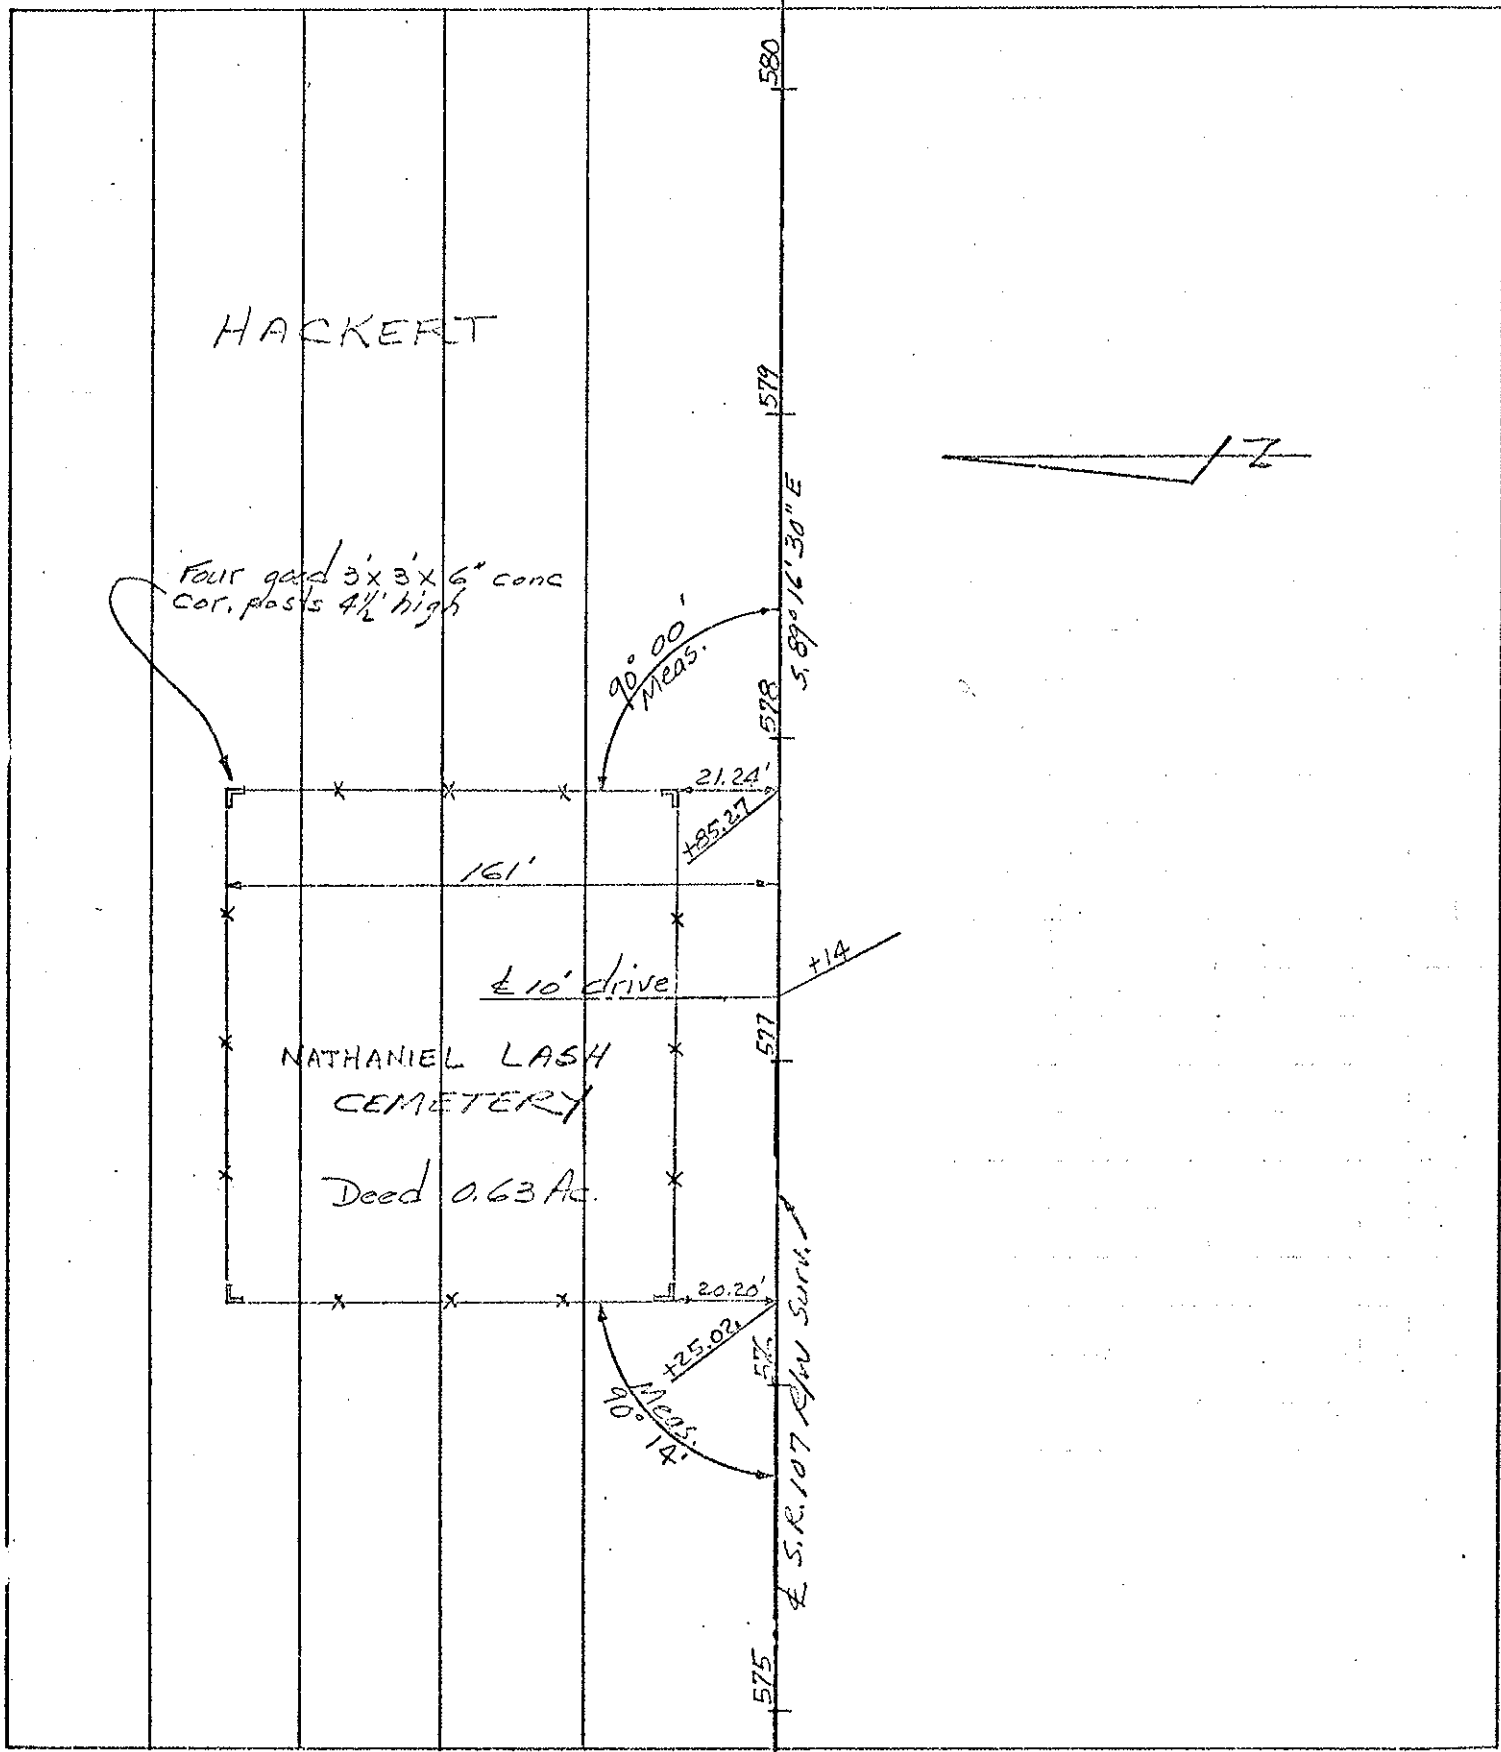 580
HACKERT
579
Z
S. 89° 16' 30" E
Four good 3' x 3' x 6" conc
cor. posts 4½' high
90° 00'
Meas.
578
21.24'
+85.27
161'
+14
℄ 10' drive
577
NATHANIEL LASH
CEMETERY
Deed 0.63 Ac.
20.20'
+25.02
576
Meas.
90° 14'
℄ S.R. 107 R/W Surv.
575